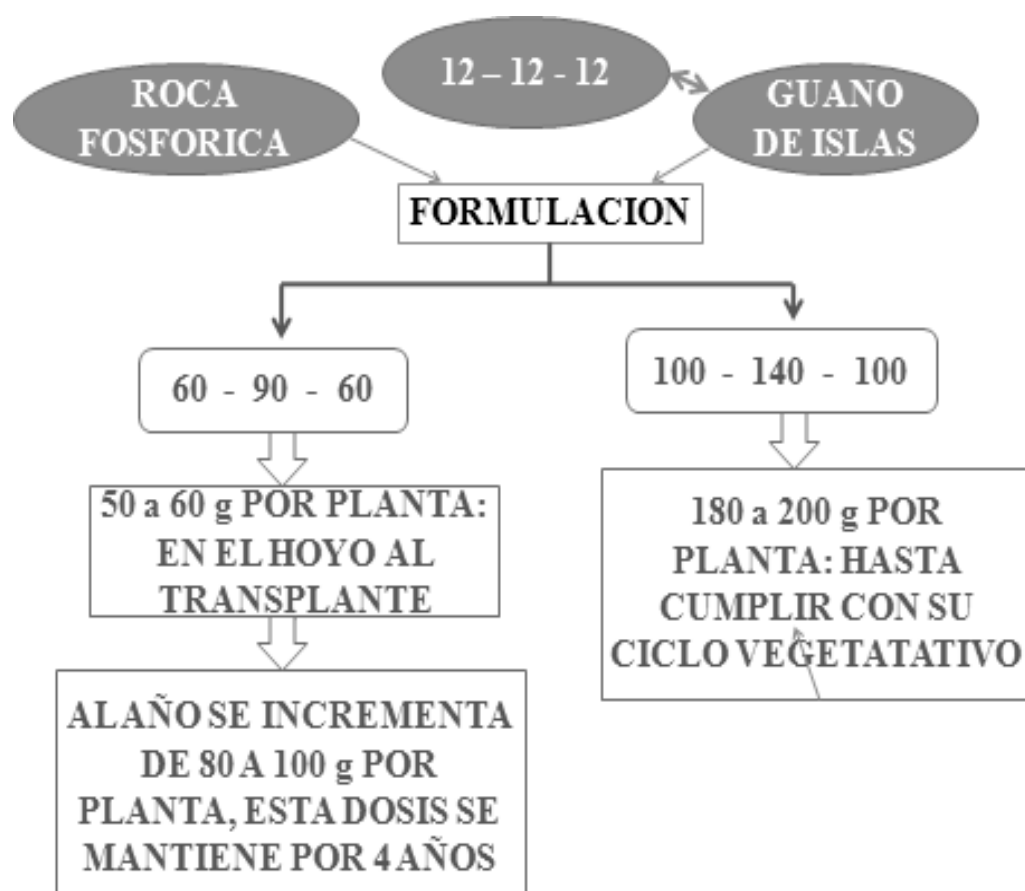 12 – 12 - 12
ROCA
FOSFORICA
GUANO
DE ISLAS
FORMULACION
60 - 90 - 60
100 - 140 - 100
50 a 60 g POR PLANTA:
EN EL HOYO AL
TRANSPLANTE
180 a 200 g POR
PLANTA: HASTA
CUMPLIR CON SU
CICLO VEGETATATIVO
AL AÑO SE INCREMENTA
DE 80 A 100 g POR
PLANTA, ESTA DOSIS SE
MANTIENE POR 4 AÑOS